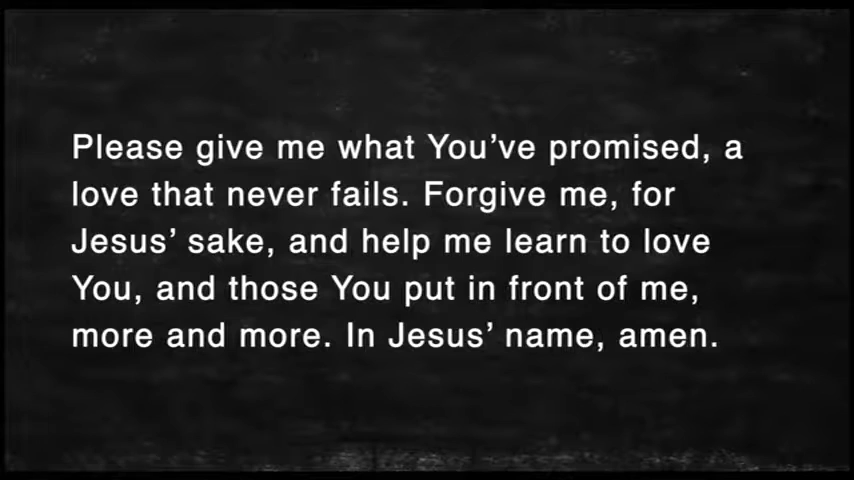 Please give me what You’ve promised, a
love that never fails. Forgive me, for
Jesus’ sake, and help me learn to love
You, and those You put in front of me,
more and more. In Jesus’ name, amen.